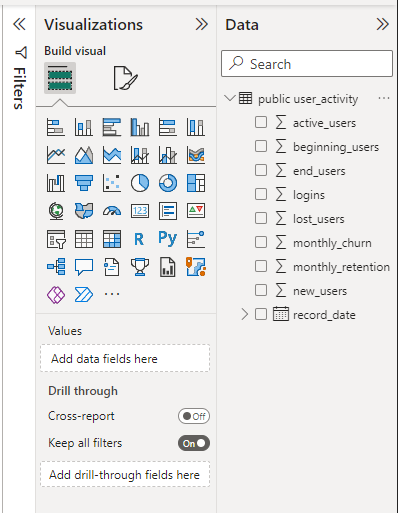 Filters
Visualizations
Build visual
123
R
Py
Values
Add data fields here
Drill through
Cross-report
Off
Keep all filters
On
Add drill-through fields here
Data
Search
public user_activity
active_users
beginning_users
end_users
logins
lost_users
monthly_churn
monthly_retention
new_users
record_date